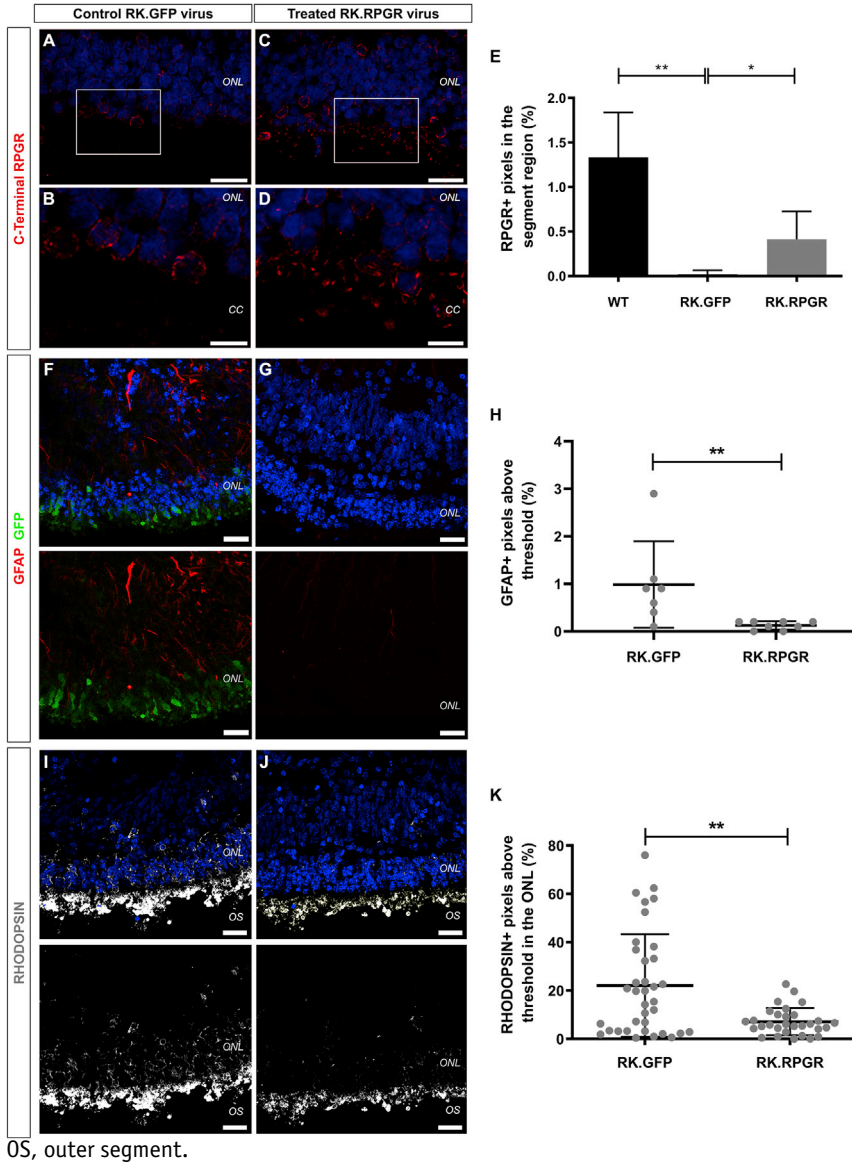 Control RK.GFP virus
Treated RK.RPGR virus
C-Terminal RPGR
A
ONL
C
ONL
B
ONL
CC
D
ONL
CC
E
** *
RPGR+ pixels in the
segment region (%)
2.0
1.5
1.0
0.5
0.0
WT RK.GFP RK.RPGR
GFAP GFP
F
ONL
G
ONL
ONL
ONL
H
**
GFAP+ pixels above
threshold (%)
4
3
2
1
0
RK.GFP RK.RPGR
RHODOPSIN
I
ONL
OS
J
ONL
OS
ONL
OS
ONL
OS
K
**
RHODOPSIN+ pixels above
threshold in the ONL (%)
80
60
40
20
0
RK.GFP RK.RPGR
OS, outer segment.